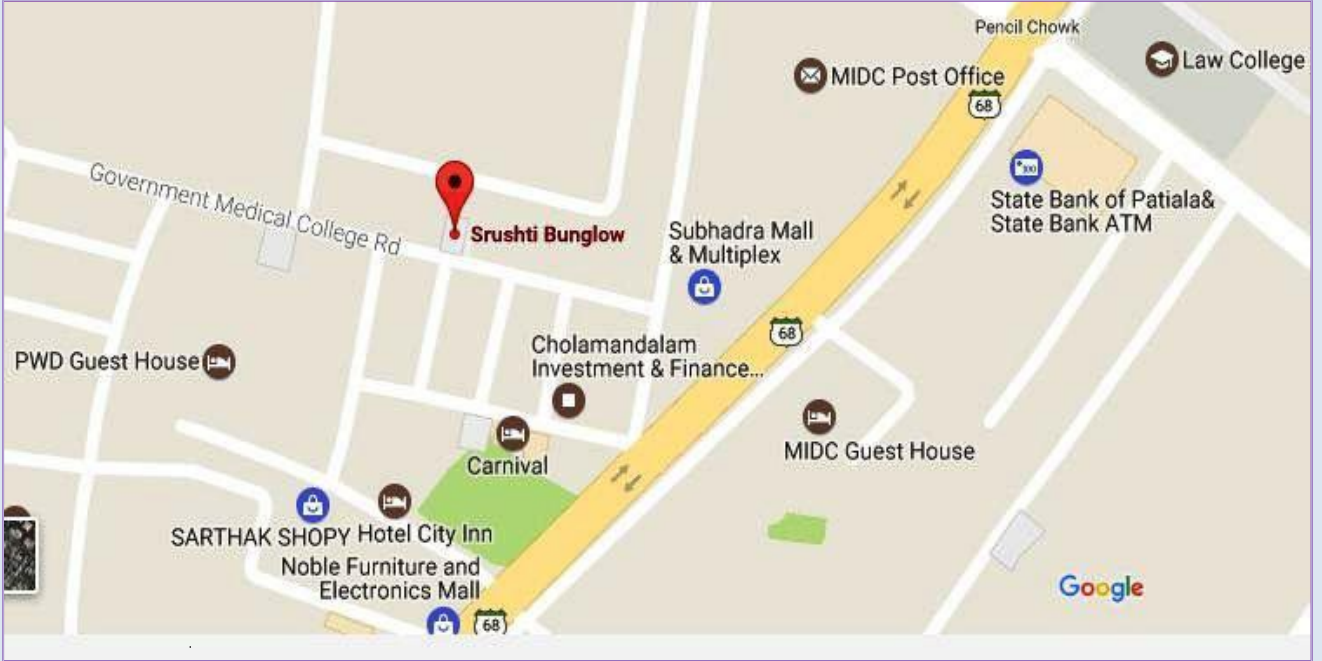 Pencil Chowk
Law College
MIDC Post Office
68
Government Medical College Rd
State Bank of Patiala&
State Bank ATM
Srushti Bunglow
Subhadra Mall
& Multiplex
68
Cholamandalam
Investment & Finance...
PWD Guest House
MIDC Guest House
Carnival
SARTHAK SHOPY
Hotel City Inn
Noble Furniture and
Electronics Mall
68
Google